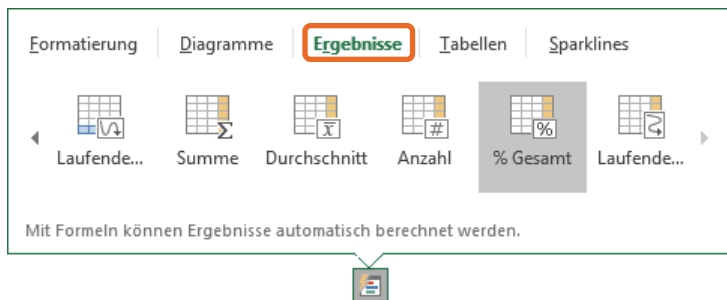 Formatierung Diagramme Ergebnisse Tabellen Sparklines
Laufende... Summe Durchschnitt Anzahl % Gesamt Laufende...
Mit Formeln können Ergebnisse automatisch berechnet werden.